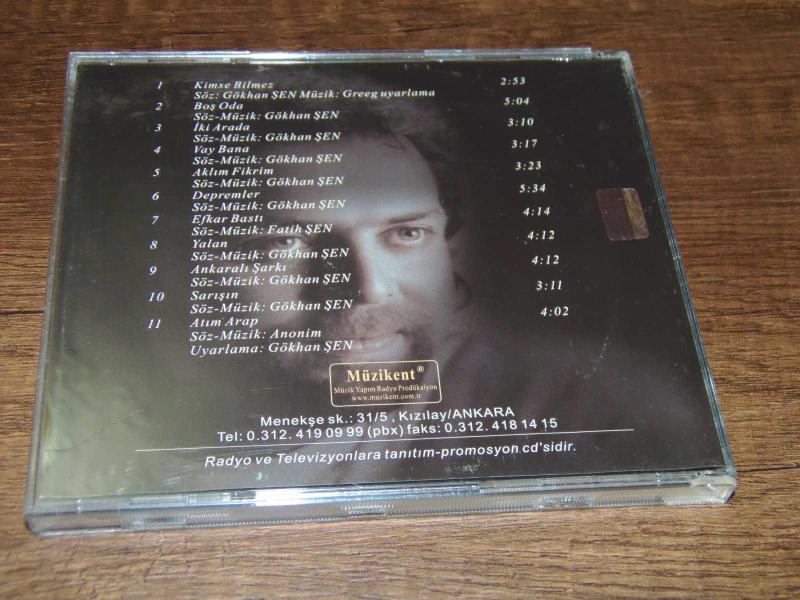 1 Kimse Bilmez 2:53
Söz: Gökhan ŞEN Müzik: Greeg uyarlama
2 Boş Oda 5:04
Söz-Müzik: Gökhan ŞEN
3 İki Arada 3:10
Söz-Müzik: Gökhan ŞEN
4 Vay Bana 3:17
Söz-Müzik: Gökhan ŞEN
5 Aklım Fikrim 3:23
Söz-Müzik: Gökhan ŞEN
6 Depremler 5:34
Söz-Müzik: Gökhan ŞEN
7 Efkar Bastı 4:14
Söz-Müzik: Fatih ŞEN
8 Yalan 4:12
Söz-Müzik: Gökhan ŞEN
9 Ankaralı Şarkı 4:12
Söz-Müzik: Gökhan ŞEN
10 Sarışın 3:11
Söz-Müzik: Gökhan ŞEN
11 Atım Arap 4:02
Söz-Müzik: Anonim
Uyarlama: Gökhan ŞEN
Müzikent®
Müzik Yapım Radyo Prodüksiyon
www.muzikent.com.tr
Menekşe sk.: 31/5 , Kızılay/ANKARA
Tel: 0.312. 419 09 99 (pbx) faks: 0.312. 418 14 15
Radyo ve Televizyonlara tanıtım-promosyon cd'sidir.